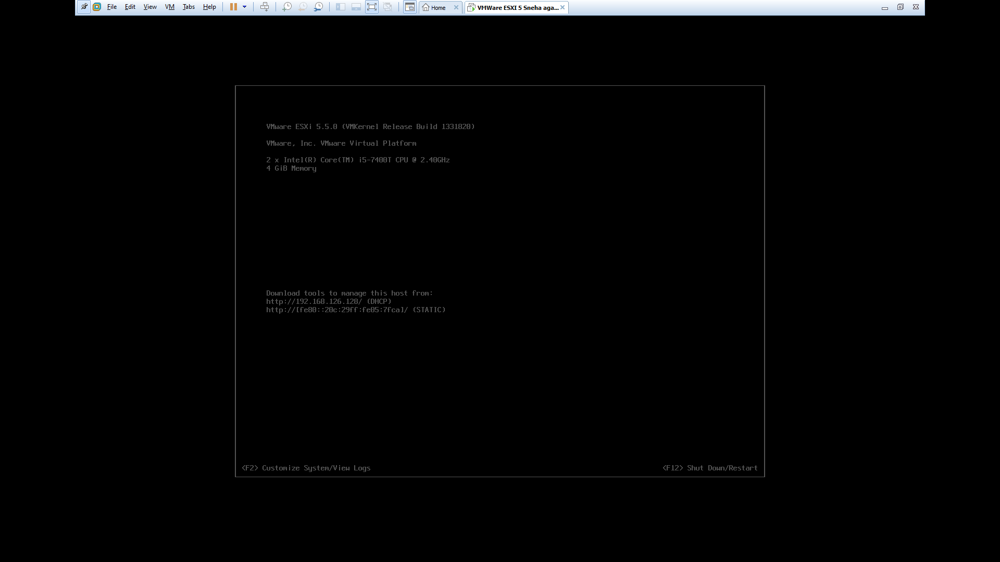 File Edit View VM Tabs Help Home VMWare ESXI 5 Sneha aga...
VMware ESXi 5.5.0 (VMKernel Release Build 1331820)
VMware, Inc. VMware Virtual Platform
2 x Intel(R) Core(TM) i5-7400T CPU @ 2.40GHz
4 GiB Memory
Download tools to manage this host from:
http://192.168.126.128/ (DHCP)
http://[fe80::20c:29ff:fe05:7fca]/ (STATIC)
<F2> Customize System/View Logs <F12> Shut Down/Restart